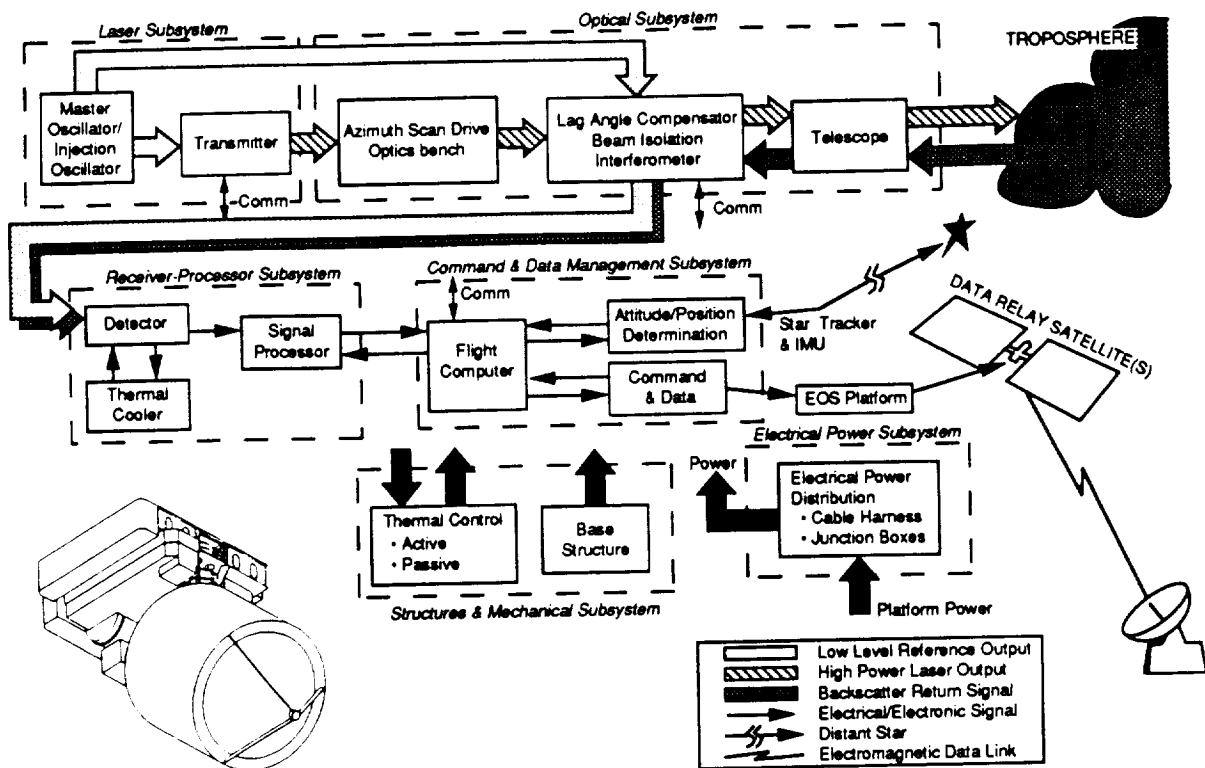 Laser Subsystem
Optical Subsystem
TROPOSPHERE
Master
Oscillator/
Injection
Oscillator
Transmitter
Azimuth Scan Drive
Optics bench
Lag Angle Compensator
Beam Isolation
Interferometer
Telescope
Comm
Comm
Receiver-Processor Subsystem
Command & Data Management Subsystem
Comm
Detector
Signal
Processor
Thermal
Cooler
Flight
Computer
Attitude/Position
Determination
Command
& Data
Star Tracker
& IMU
EOS Platform
DATA RELAY SATELLITE(S)
Electrical Power Subsystem
Power
Electrical Power
Distribution
• Cable Harness
• Junction Boxes
Platform Power
Thermal Control
• Active
• Passive
Base
Structure
Structures & Mechanical Subsystem
Low Level Reference Output
High Power Laser Output
Backscatter Return Signal
Electrical/Electronic Signal
Distant Star
Electromagnetic Data Link